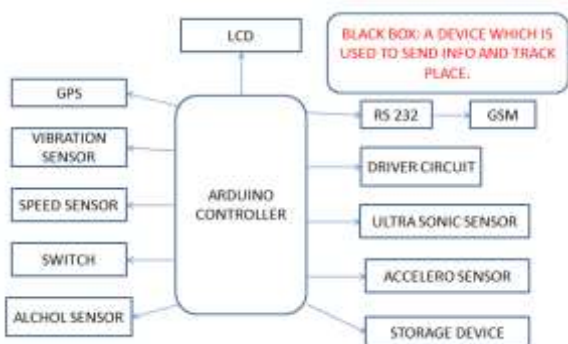 LCD
BLACK BOX: A DEVICE WHICH IS
USED TO SEND INFO AND TRACK
PLACE.
GPS
RS 232
GSM
VIBRATION
SENSOR
DRIVER CIRCUIT
SPEED SENSOR
ARDUINO
CONTROLLER
ULTRA SONIC SENSOR
SWITCH
ACCELERO SENSOR
ALCHOL SENSOR
STORAGE DEVICE